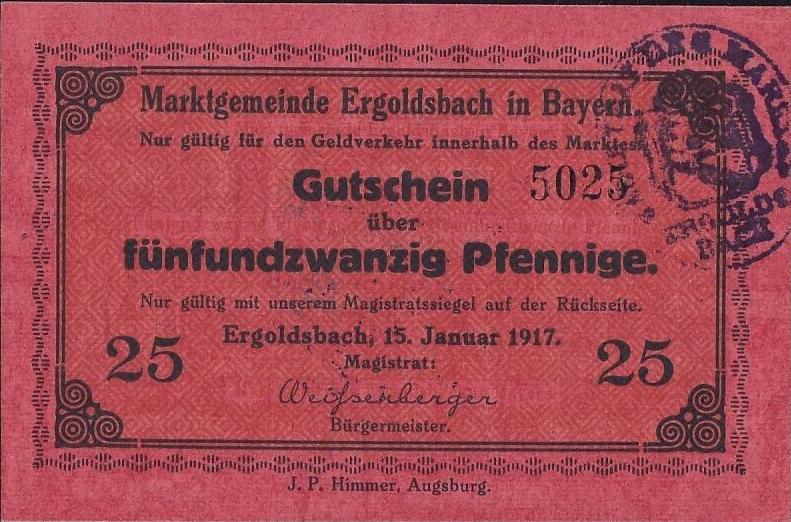 Marktgemeinde Ergoldsbach in Bayern.
Nur gültig für den Geldverkehr innerhalb des Marktes.
Gutschein 5025
über
fünfundzwanzig Pfennige.
Nur gültig mit unserem Magistratssiegel auf der Rückseite.
Ergoldsbach, 15. Januar 1917.
25 Magistrat: 25
Weißenberger
Bürgermeister.
J. P. Himmer, Augsburg.